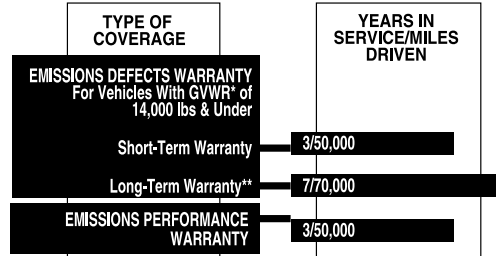 TYPE OF
COVERAGE
YEARS IN
SERVICE/MILES
DRIVEN
EMISSIONS DEFECTS WARRANTY
For Vehicles With GVWR* of
14,000 lbs & Under
Short-Term Warranty
3/50,000
Long-Term Warranty**
7/70,000
EMISSIONS PERFORMANCE
WARRANTY
3/50,000